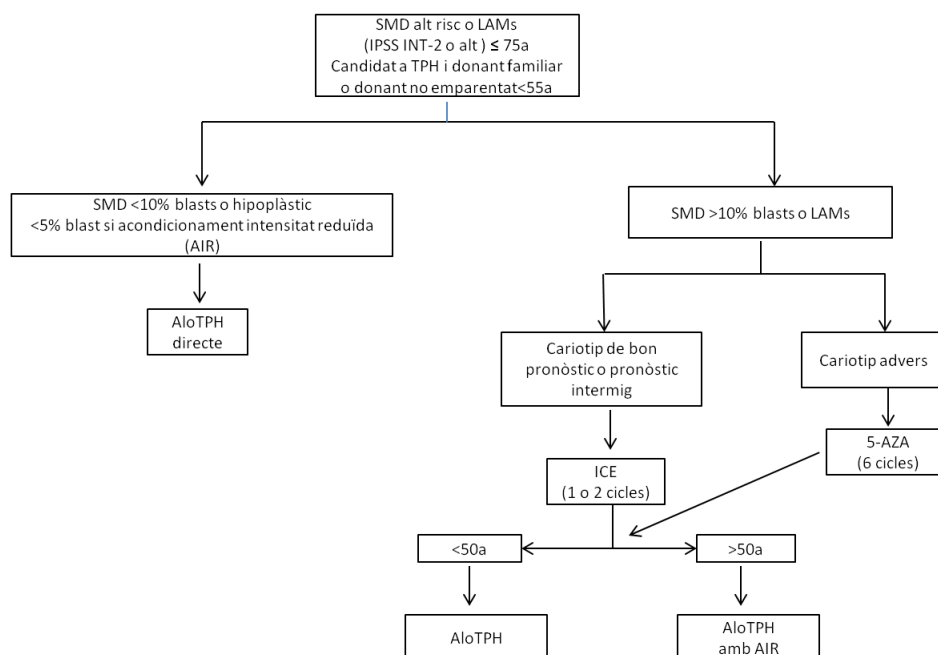 SMD alt risc o LAMs
(IPSS INT-2 o alt ) ≤ 75a
Candidat a TPH i donant familiar
o donant no emparentat<55a
SMD <10% blasts o hipoplàstic
<5% blast si acondicionament intensitat reduïda
(AIR)
SMD >10% blasts o LAMs
AloTPH
directe
Cariotip de bon
pronòstic o pronòstic
intermig
Cariotip advers
5-AZA
(6 cicles)
ICE
(1 o 2 cicles)
<50a
>50a
AloTPH
AloTPH
amb AIR